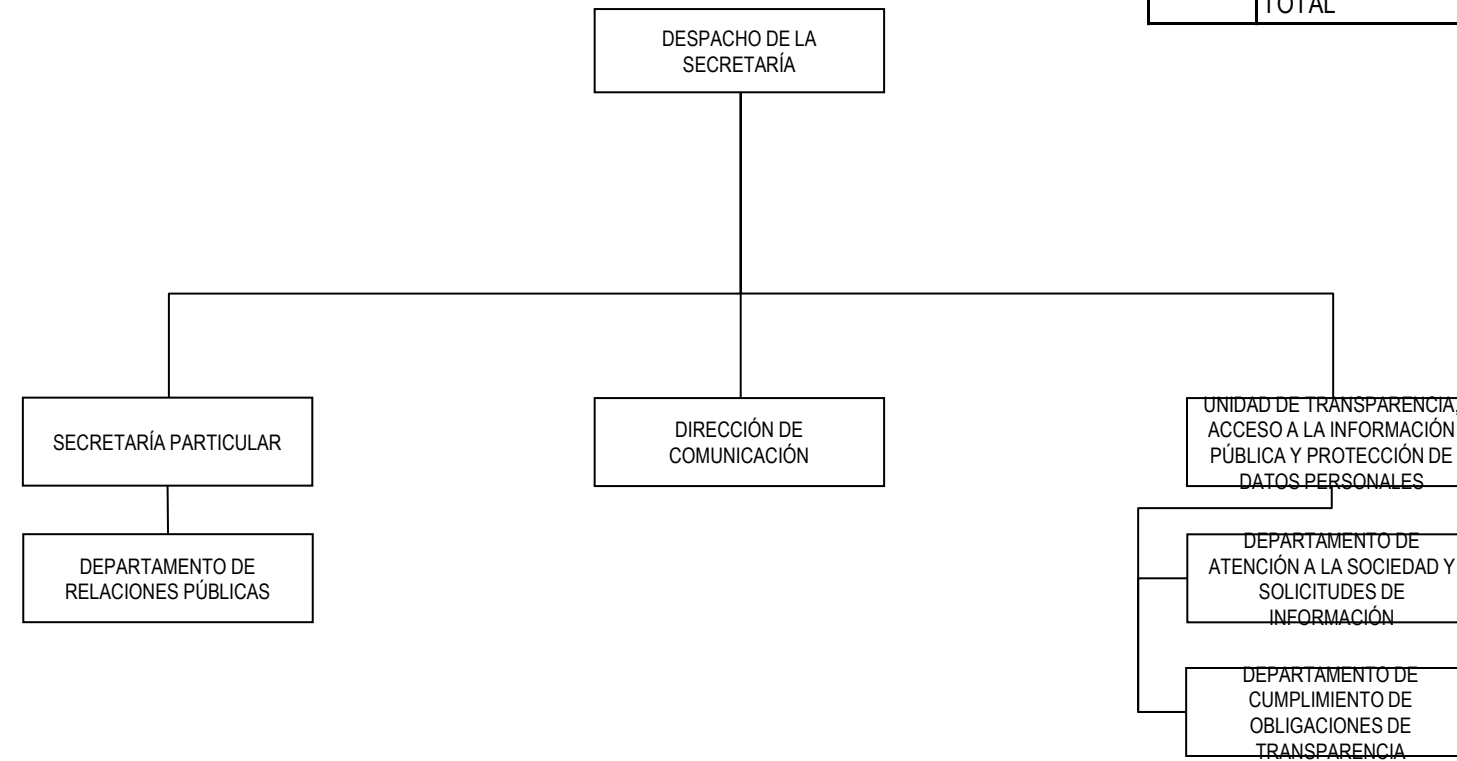 TOTAL
DESPACHO DE LA
SECRETARÍA
SECRETARÍA PARTICULAR
DIRECCIÓN DE
COMUNICACIÓN
UNIDAD DE TRANSPARENCIA,
ACCESO A LA INFORMACIÓN
PÚBLICA Y PROTECCIÓN DE
DATOS PERSONALES
DEPARTAMENTO DE
RELACIONES PÚBLICAS
DEPARTAMENTO DE
ATENCIÓN A LA SOCIEDAD Y
SOLICITUDES DE
INFORMACIÓN
DEPARTAMENTO DE
CUMPLIMIENTO DE
OBLIGACIONES DE
TRANSPARENCIA